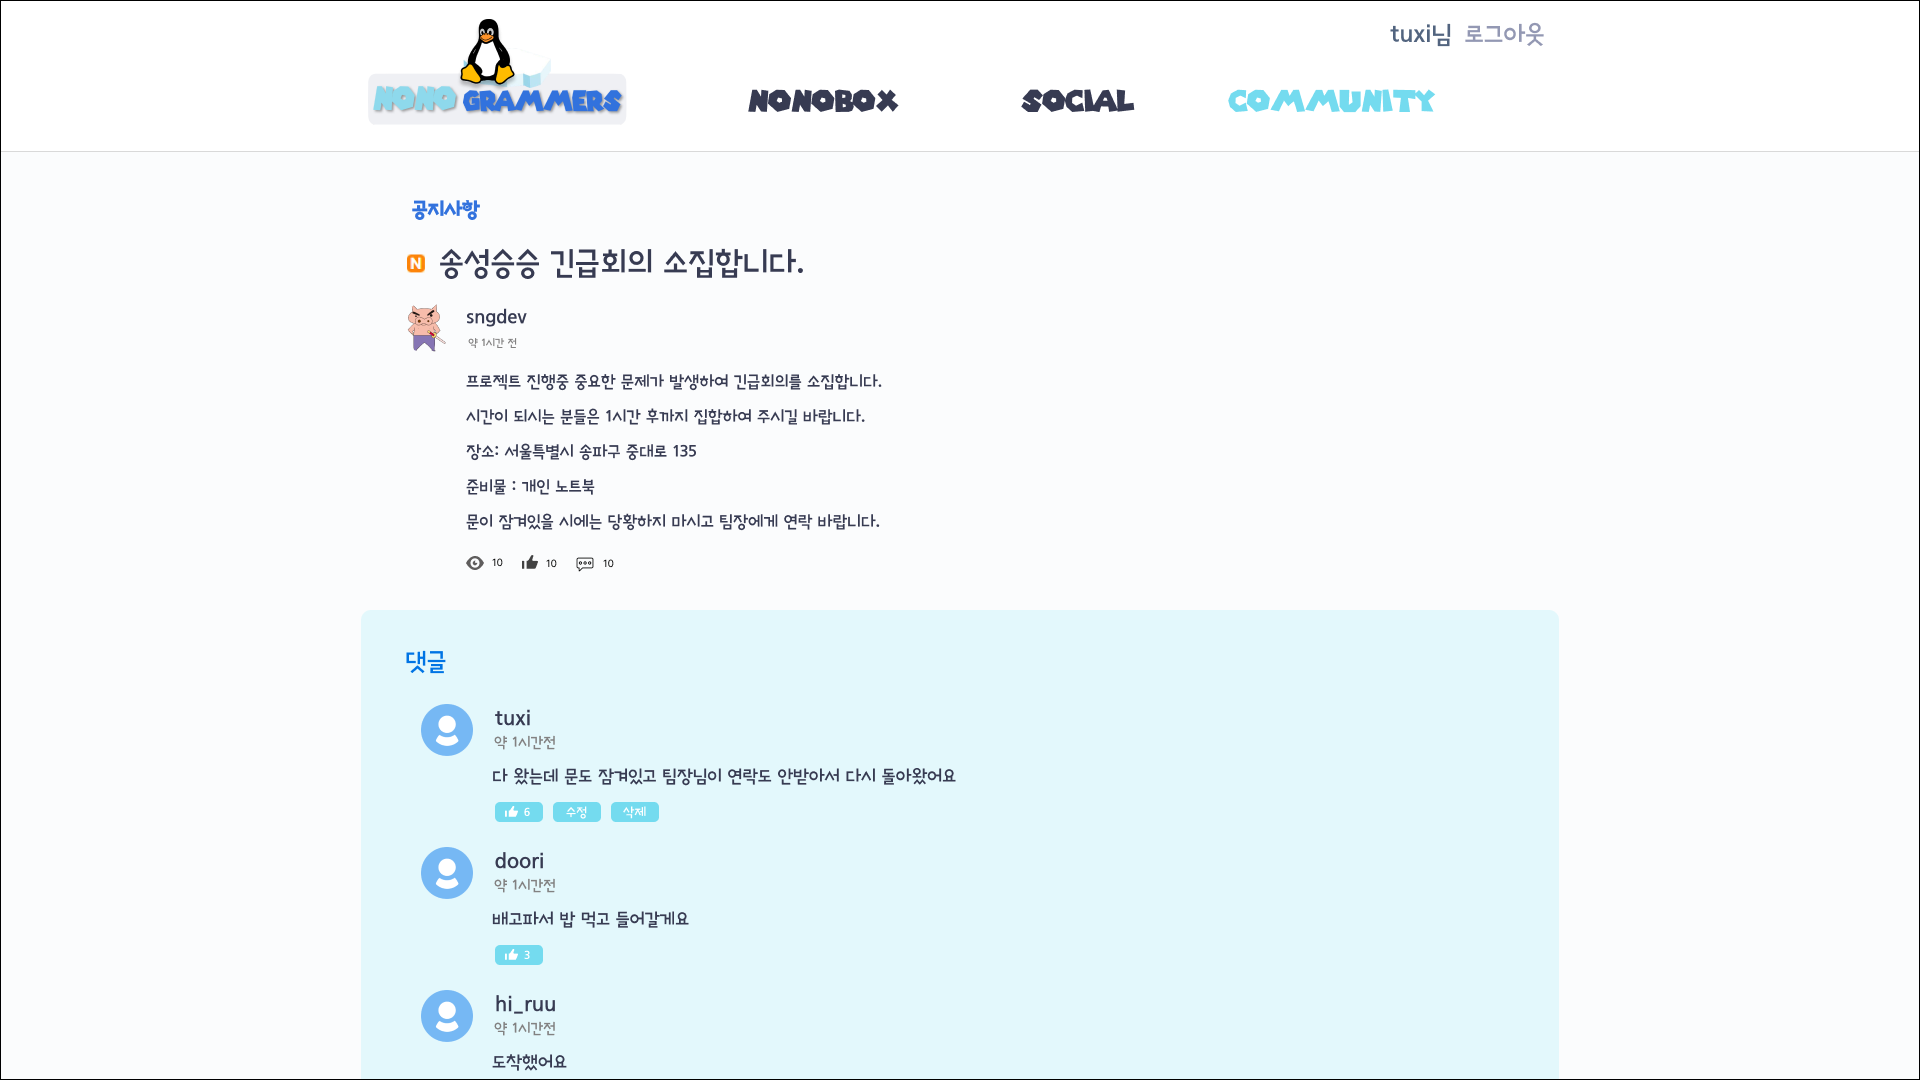 tuxi님 로그아웃
NONO GRAMMERS
NONOBOX SOCIAL COMMUNITY
공지사항
N 송성승승 긴급회의 소집합니다.
sngdev
약 1시간 전
프로젝트 진행중 중요한 문제가 발생하여 긴급회의를 소집합니다.
시간이 되시는 분들은 1시간 후까지 집합하여 주시길 바랍니다.
장소: 서울특별시 송파구 중대로 135
준비물 : 개인 노트북
문이 잠겨있을 시에는 당황하지 마시고 팀장에게 연락 바랍니다.
10 10 10
댓글
tuxi
약 1시간전
다 왔는데 문도 잠겨있고 팀장님이 연락도 안받아서 다시 돌아왔어요
6 수정 삭제
doori
약 1시간전
배고파서 밥 먹고 들어갈게요
3
hi_ruu
약 1시간전
도착했어요